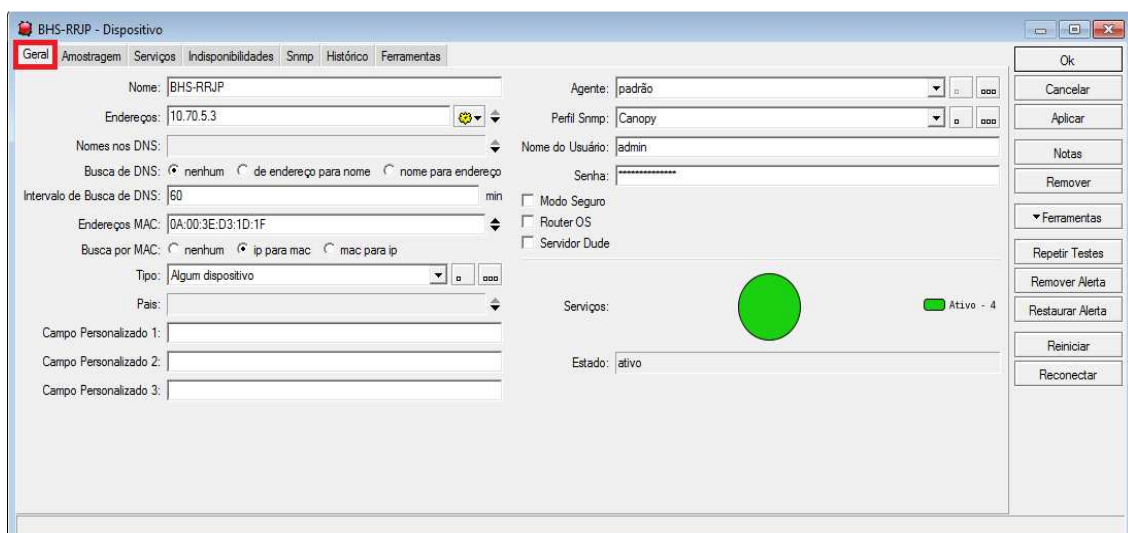 BHS-RRJP - Dispositivo
Geral Amostragem Serviços Indisponibilidades Snmp Histórico Ferramentas
Nome: BHS-RRJP
Endereços: 10.70.5.3
Nomes nos DNS:
Busca de DNS: nenhum de endereço para nome nome para endereço
Intervalo de Busca de DNS: 60 min
Endereços MAC: 0A:00:3E:D3:1D:1F
Busca por MAC: nenhum ip para mac mac para ip
Tipo: Algum dispositivo
Pais:
Campo Personalizado 1:
Campo Personalizado 2:
Campo Personalizado 3:
Agente: padrão
Perfil Snmp: Canopy
Nome do Usuário: admin
Senha: **************
Modo Seguro
Router OS
Servidor Dude
Serviços: Ativo - 4
Estado: ativo
Ok
Cancelar
Aplicar
Notas
Remover
Ferramentas
Repetir Testes
Remover Alerta
Restaurar Alerta
Reiniciar
Reconectar